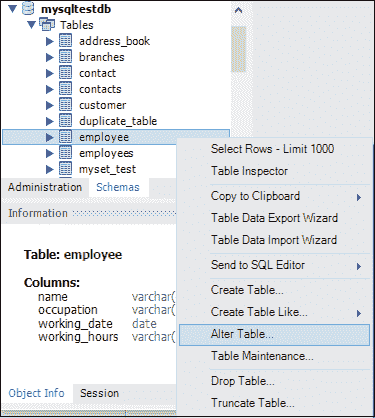 mysqltestdb
Tables
address_book
branches
contact
contacts
customer
duplicate_table
employee
employees
myset_test
Administration Schemas
Information
Table: employee
Columns:
name varchar(
occupation varchar(
working_date date
working_hours varchar(
Object Info Session
Select Rows - Limit 1000
Table Inspector
Copy to Clipboard
Table Data Export Wizard
Table Data Import Wizard
Send to SQL Editor
Create Table...
Create Table Like...
Alter Table...
Table Maintenance...
Drop Table...
Truncate Table...